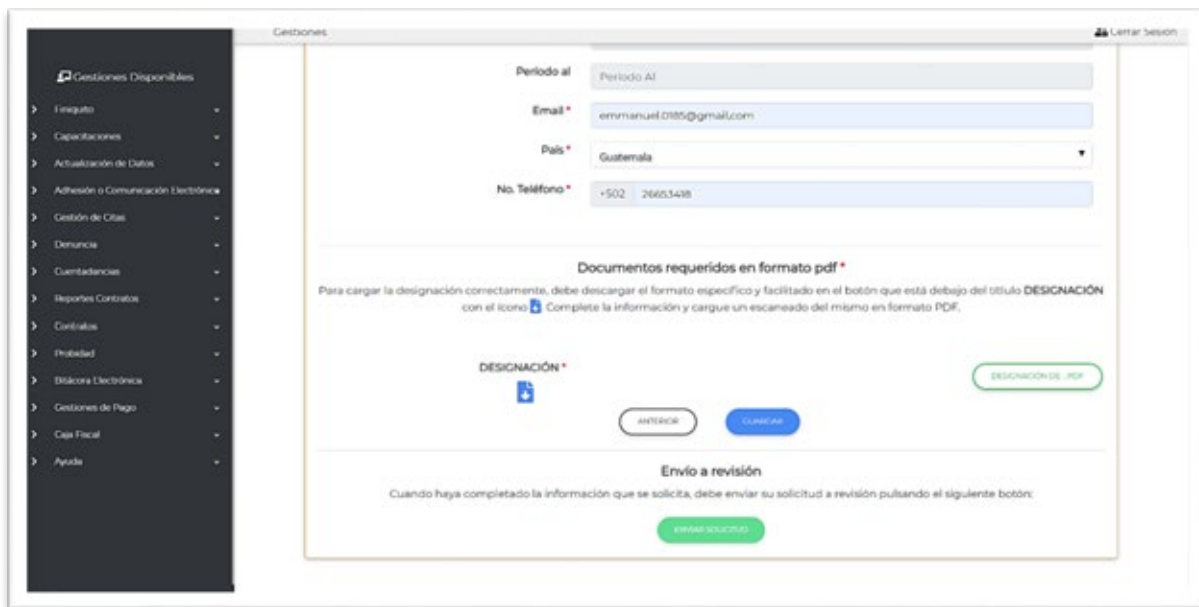 Gestiones
Cerrar Sesión
Gestiones Disponibles
Finiquito
Capacitaciones
Actualización de Datos
Adhesión o Comunicación Electrónica
Gestión de Citas
Denuncia
Cuentadancias
Reportes Contratos
Contratos
Probidad
Bitácora Electrónica
Gestiones de Pago
Caja Fiscal
Ayuda
Periodo al
Periodo Al
Email *
emmanuel.0185@gmail.com
País *
Guatemala
No. Teléfono *
+502 26653418
Documentos requeridos en formato pdf *
Para cargar la designación correctamente, debe descargar el formato específico y facilitado en el botón que está debajo del título DESIGNACIÓN
con el ícono Complete la información y cargue un escaneado del mismo en formato PDF.
DESIGNACIÓN *
DESIGNACIÓN DE ...PDF
ANTERIOR
GUARDAR
Envío a revisión
Cuando haya completado la información que se solicita, debe enviar su solicitud a revisión pulsando el siguiente botón:
ENVIAR SOLICITUD